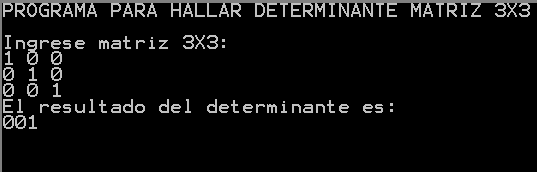 PROGRAMA PARA HALLAR DETERMINANTE MATRIZ 3X3
Ingrese matriz 3X3:
1 0 0
0 1 0
0 0 1
El resultado del determinante es:
001